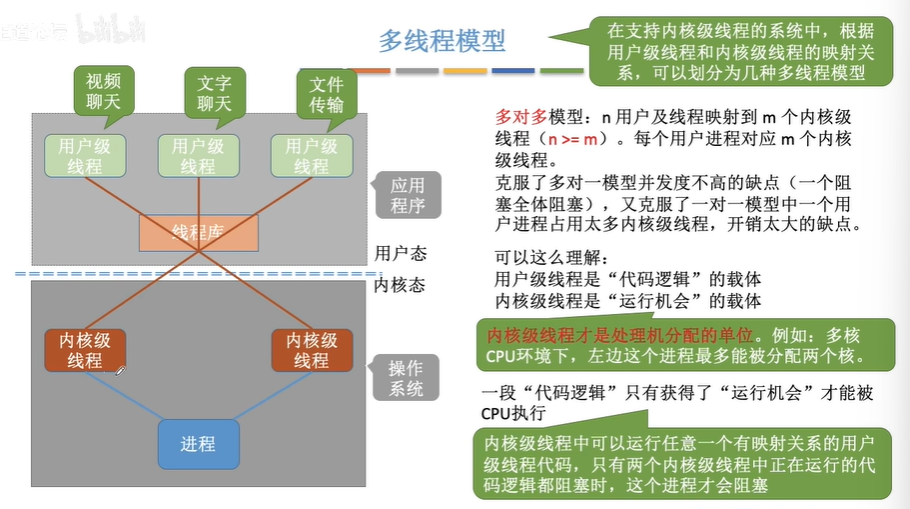 bilibili
多线程模型
在支持内核级线程的系统中，根据
用户级线程和内核级线程的映射关
系，可以划分为几种多线程模型
视频
聊天
文字
聊天
文件
传输
用户级
线程
用户级
线程
用户级
线程
应用
程序
线程库
用户态
内核态
内核级
线程
内核级
线程
操作
系统
进程
多对多模型：n 用户及线程映射到 m 个内核级
线程（n >= m）。每个用户进程对应 m 个内核
级线程。
克服了多对一模型并发度不高的缺点（一个阻
塞全体阻塞），又克服了一对一模型中一个用
户进程占用太多内核级线程，开销太大的缺点。
可以这么理解：
用户级线程是“代码逻辑”的载体
内核级线程是“运行机会”的载体
内核级线程才是处理机分配的单位。例如：多核
CPU环境下，左边这个进程最多能被分配两个核。
一段“代码逻辑”只有获得了“运行机会”才能被
CPU执行
内核级线程中可以运行任意一个有映射关系的用户
级线程代码，只有两个内核级线程中正在运行的代
码逻辑都阻塞时，这个进程才会阻塞